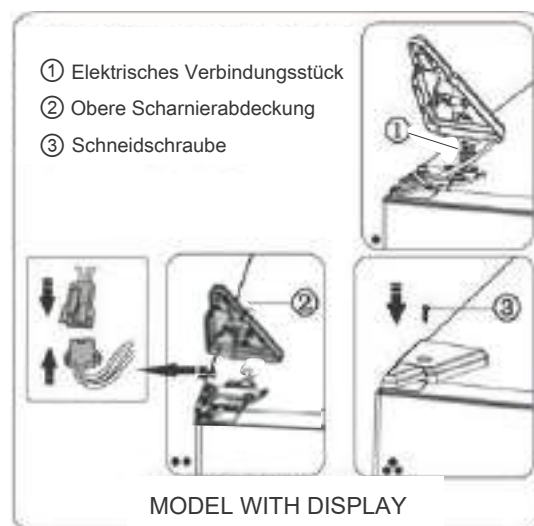 ① Elektrisches Verbindungsstück
② Obere Scharnierabdeckung
③ Schneidschraube
①
②
③
MODEL WITH DISPLAY